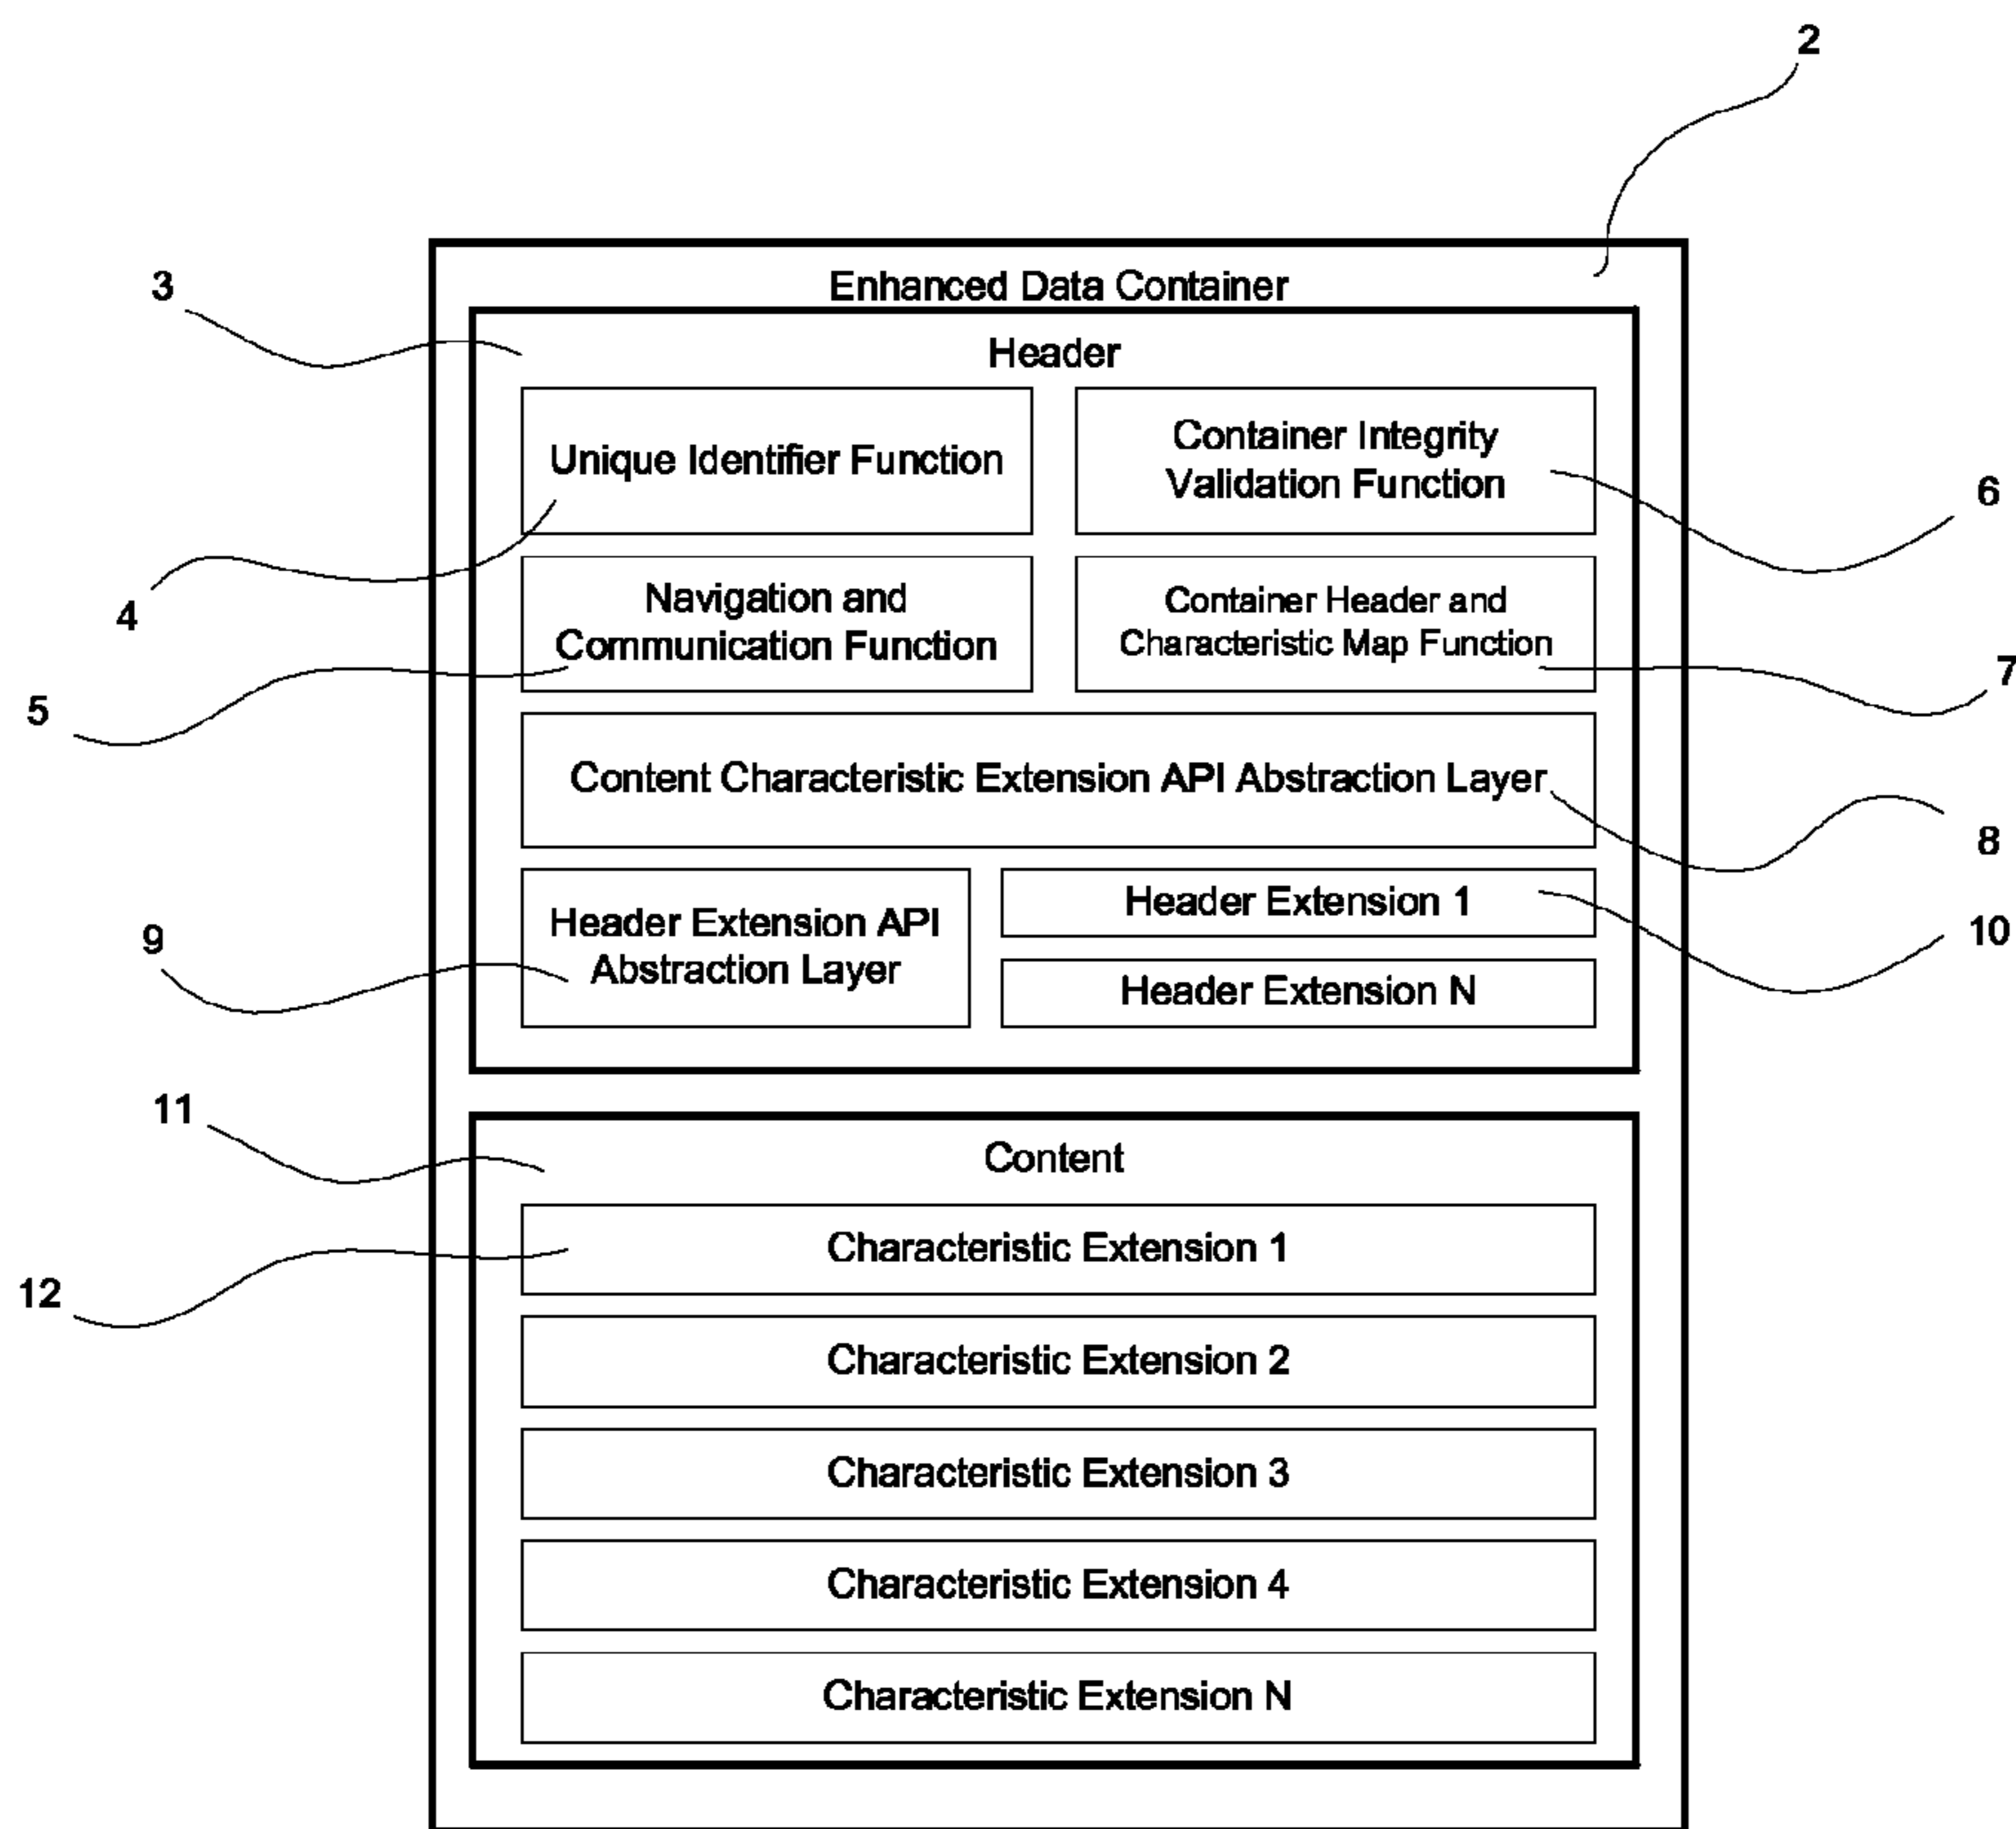 2
Enhanced Data Container
3
Header
Unique Identifier Function
Container Integrity
Validation Function
6
4
Navigation and
Communication Function
Container Header and
Characteristic Map Function
7
5
Content Characteristic Extension API Abstraction Layer
8
Header Extension API
Abstraction Layer
Header Extension 1
10
9
Header Extension N
11
Content
Characteristic Extension 1
12
Characteristic Extension 2
Characteristic Extension 3
Characteristic Extension 4
Characteristic Extension N